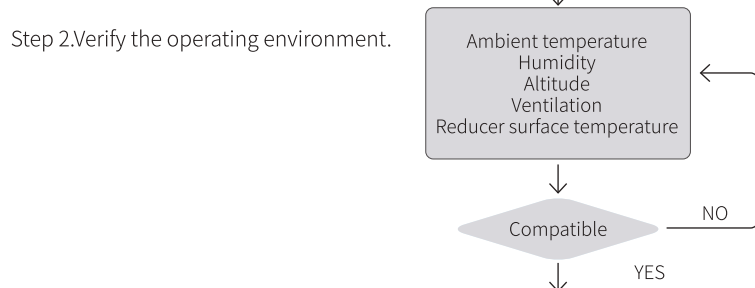 Step 2.Verify the operating environment.
Ambient temperature
Humidity
Altitude
Ventilation
Reducer surface temperature
Compatible
NO
YES